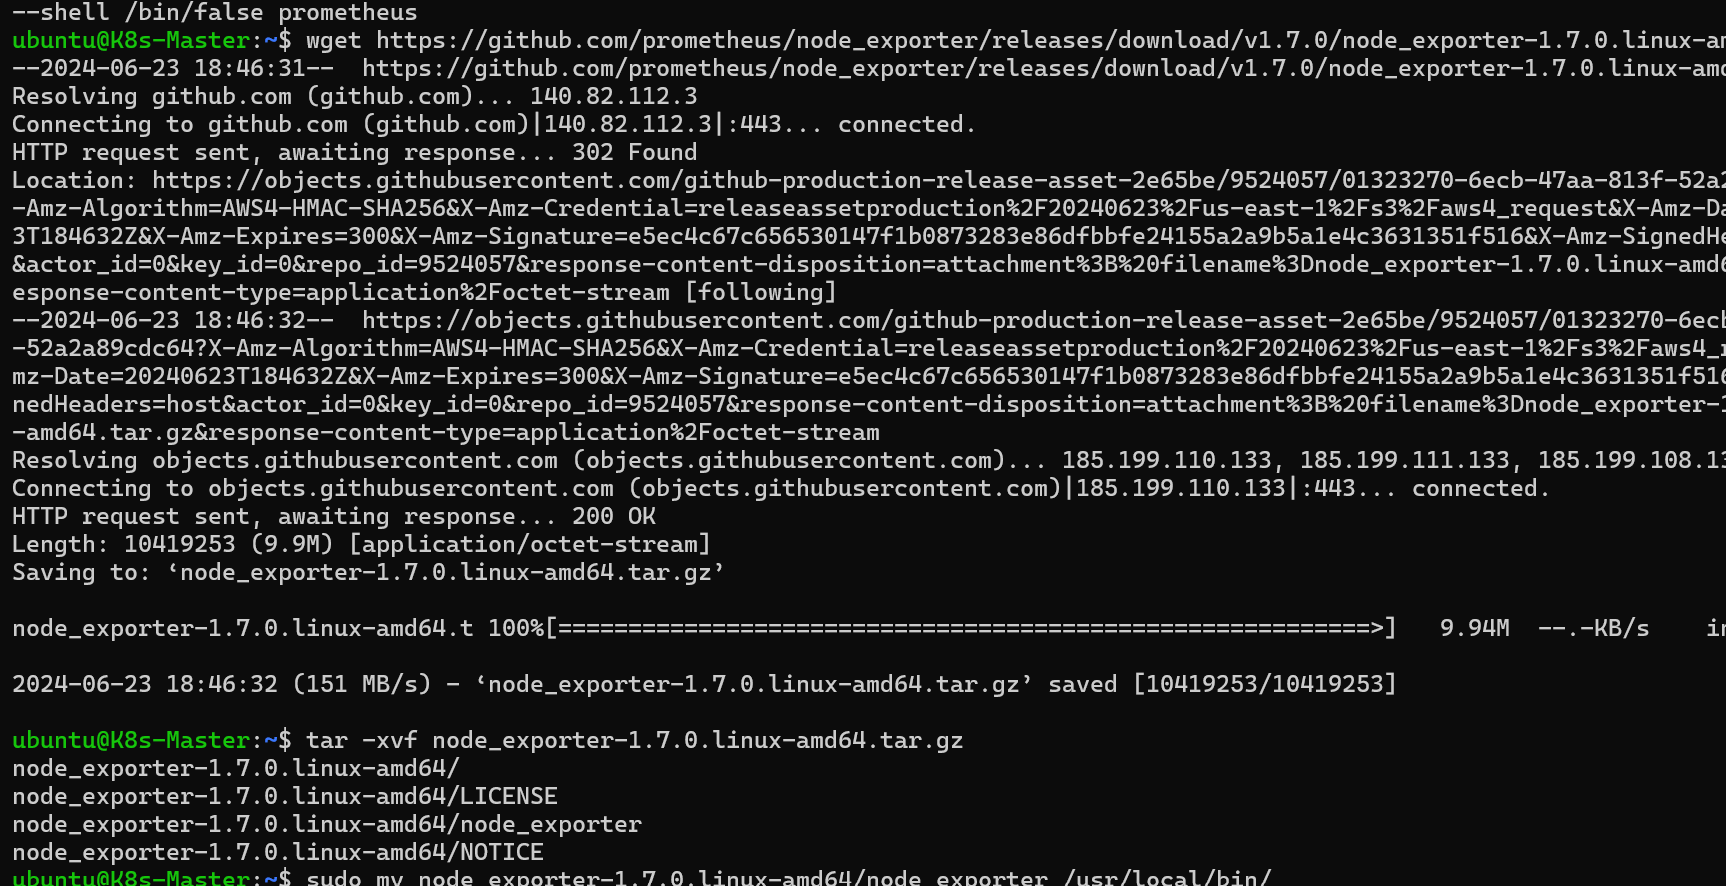 --shell /bin/false prometheus
ubuntu@K8s-Master:~$ wget https://github.com/prometheus/node_exporter/releases/download/v1.7.0/node_exporter-1.7.0.linux-am
--2024-06-23 18:46:31--  https://github.com/prometheus/node_exporter/releases/download/v1.7.0/node_exporter-1.7.0.linux-amd
Resolving github.com (github.com)... 140.82.112.3
Connecting to github.com (github.com)|140.82.112.3|:443... connected.
HTTP request sent, awaiting response... 302 Found
Location: https://objects.githubusercontent.com/github-production-release-asset-2e65be/9524057/01323270-6ecb-47aa-813f-52a2
-Amz-Algorithm=AWS4-HMAC-SHA256&X-Amz-Credential=releaseassetproduction%2F20240623%2Fus-east-1%2Fs3%2Faws4_request&X-Amz-Da
3T184632Z&X-Amz-Expires=300&X-Amz-Signature=e5ec4c67c656530147f1b0873283e86dfbbfe24155a2a9b5a1e4c3631351f516&X-Amz-SignedHe
&actor_id=0&key_id=0&repo_id=9524057&response-content-disposition=attachment%3B%20filename%3Dnode_exporter-1.7.0.linux-amd6
esponse-content-type=application%2Foctet-stream [following]
--2024-06-23 18:46:32--  https://objects.githubusercontent.com/github-production-release-asset-2e65be/9524057/01323270-6ecb
-52a2a89cdc64?X-Amz-Algorithm=AWS4-HMAC-SHA256&X-Amz-Credential=releaseassetproduction%2F20240623%2Fus-east-1%2Fs3%2Faws4_r
mz-Date=20240623T184632Z&X-Amz-Expires=300&X-Amz-Signature=e5ec4c67c656530147f1b0873283e86dfbbfe24155a2a9b5a1e4c3631351f516
nedHeaders=host&actor_id=0&key_id=0&repo_id=9524057&response-content-disposition=attachment%3B%20filename%3Dnode_exporter-1
-amd64.tar.gz&response-content-type=application%2Foctet-stream
Resolving objects.githubusercontent.com (objects.githubusercontent.com)... 185.199.110.133, 185.199.111.133, 185.199.108.13
Connecting to objects.githubusercontent.com (objects.githubusercontent.com)|185.199.110.133|:443... connected.
HTTP request sent, awaiting response... 200 OK
Length: 10419253 (9.9M) [application/octet-stream]
Saving to: ‘node_exporter-1.7.0.linux-amd64.tar.gz’
node_exporter-1.7.0.linux-amd64.t 100%[==========================================================>]   9.94M  --.-KB/s    in
2024-06-23 18:46:32 (151 MB/s) - ‘node_exporter-1.7.0.linux-amd64.tar.gz’ saved [10419253/10419253]
ubuntu@K8s-Master:~$ tar -xvf node_exporter-1.7.0.linux-amd64.tar.gz
node_exporter-1.7.0.linux-amd64/
node_exporter-1.7.0.linux-amd64/LICENSE
node_exporter-1.7.0.linux-amd64/node_exporter
node_exporter-1.7.0.linux-amd64/NOTICE
ubuntu@K8s-Master:~$ sudo mv node_exporter-1.7.0.linux-amd64/node_exporter /usr/local/bin/